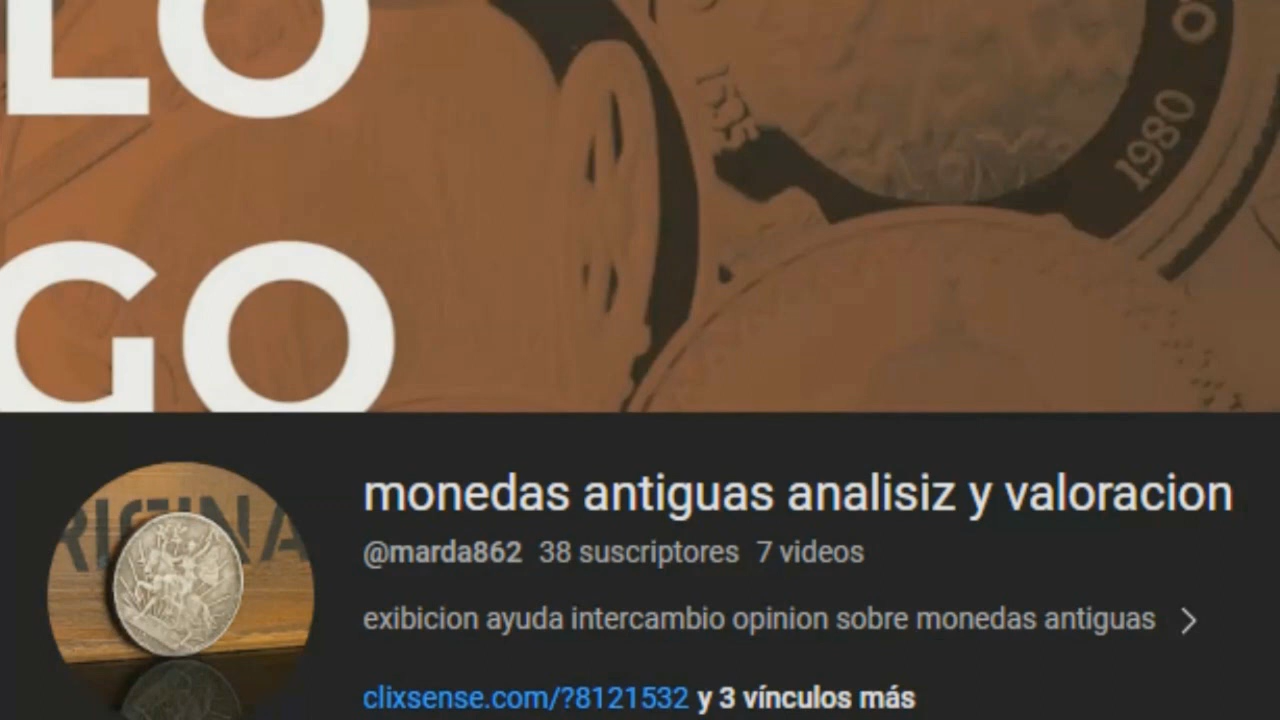 LO
1535
1980
GO
monedas antiguas analisiz y valoracion
@marda862 38 suscriptores 7 videos
exibicion ayuda intercambio opinion sobre monedas antiguas
clixsense.com/?8121532 y 3 vínculos más